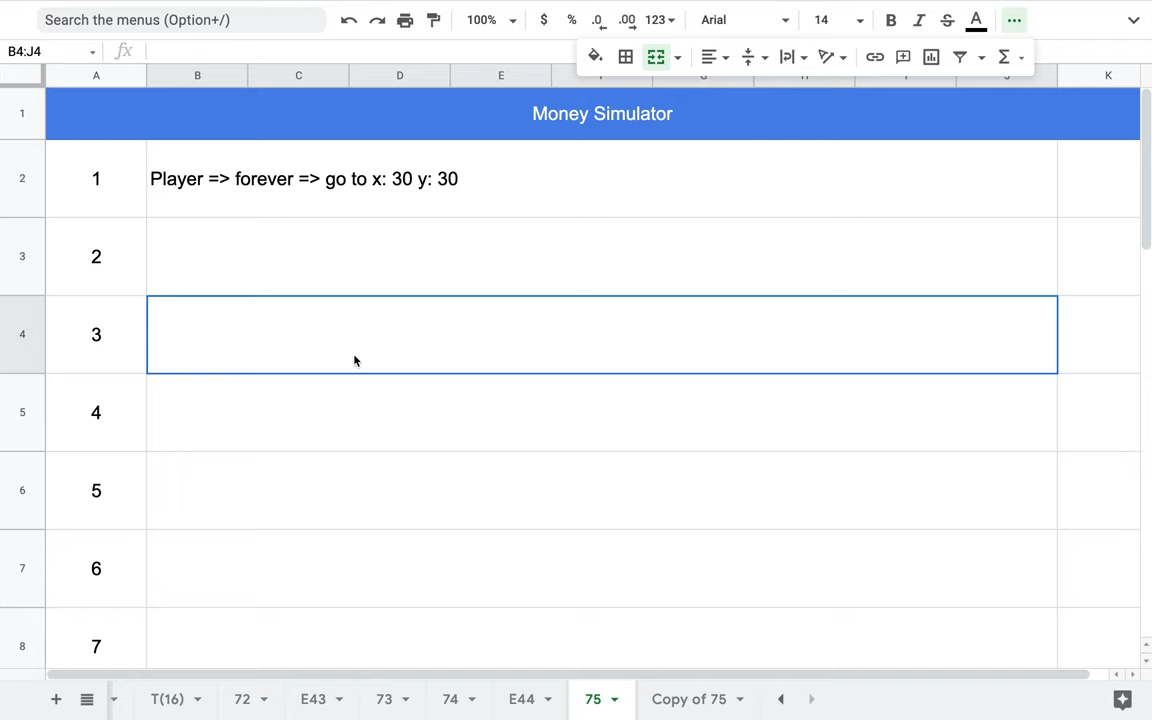 Search the menus (Option+/) 100% $ % .0 .00 123 Arial 14 B I S A
B4:J4 fx
A B C D E J K
1 Money Simulator
2 1 Player => forever => go to x: 30 y: 30
3 2
4 3
5 4
6 5
7 6
8 7
T(16) 72 E43 73 74 E44 75 Copy of 75